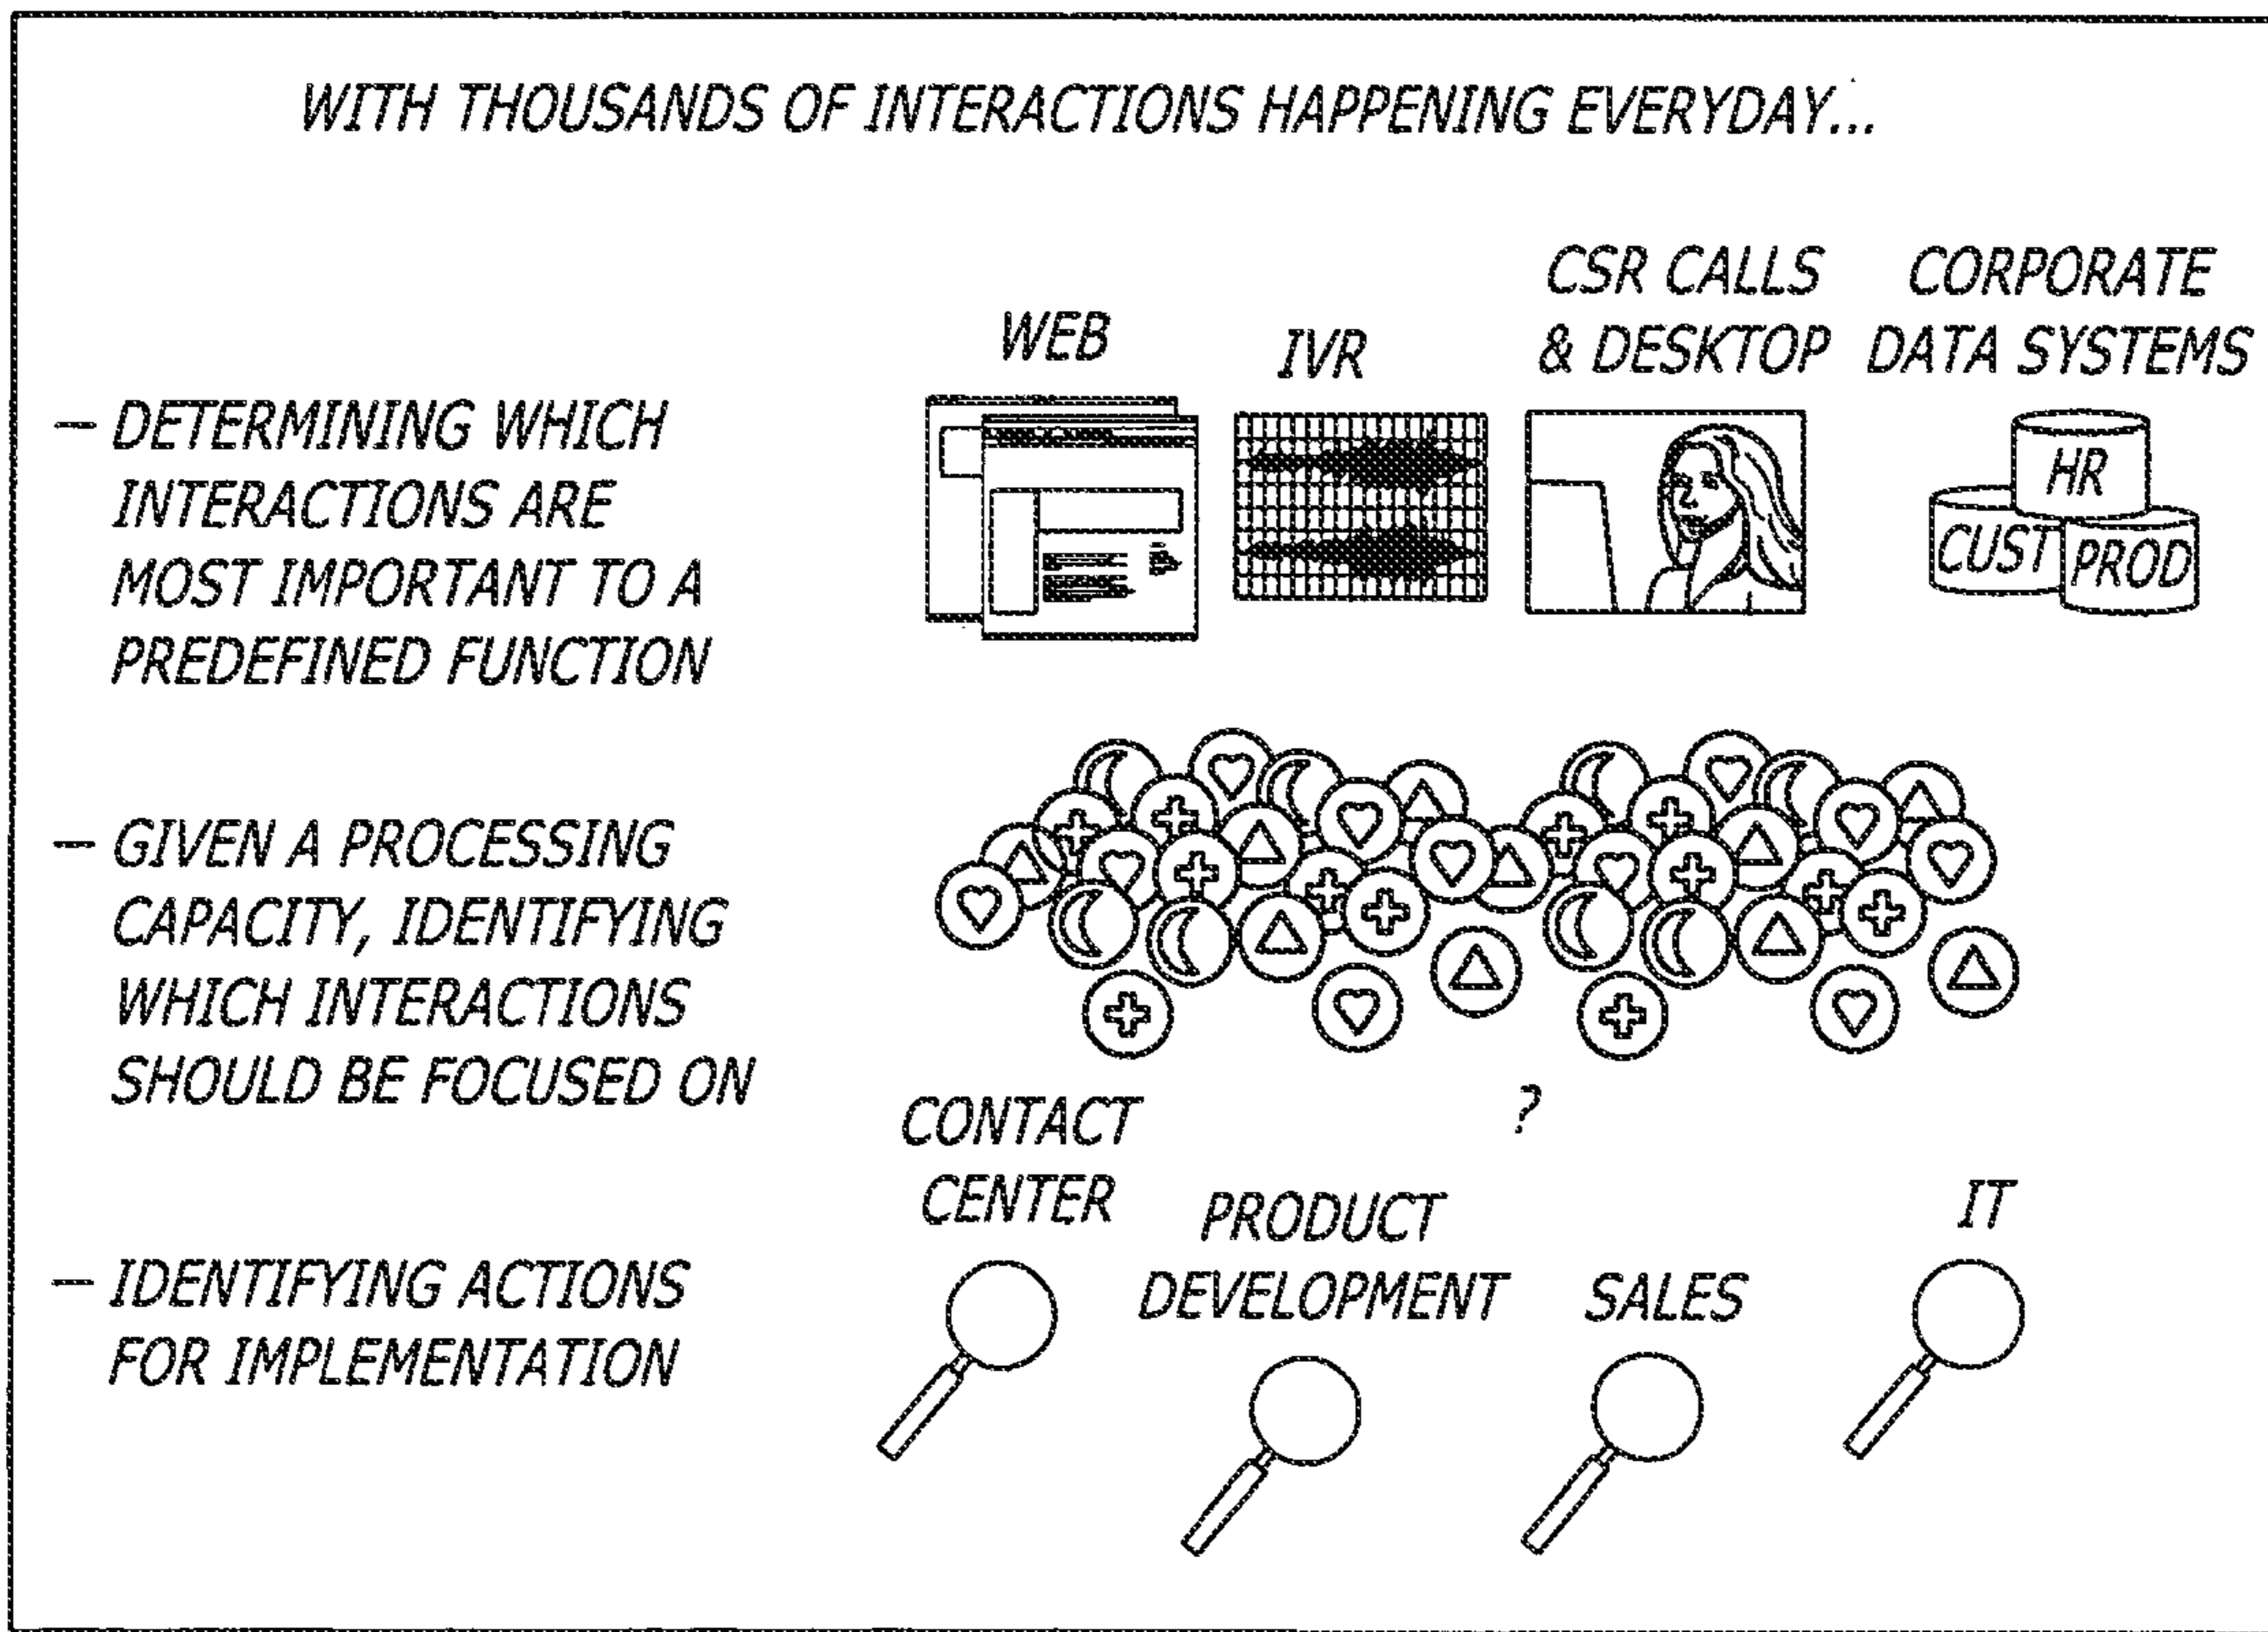 WITH THOUSANDS OF INTERACTIONS HAPPENING EVERYDAY...
– DETERMINING WHICH
INTERACTIONS ARE
MOST IMPORTANT TO A
PREDEFINED FUNCTION
WEB
IVR
CSR CALLS
& DESKTOP
CORPORATE
DATA SYSTEMS
HR
CUST
PROD
– GIVEN A PROCESSING
CAPACITY, IDENTIFYING
WHICH INTERACTIONS
SHOULD BE FOCUSED ON
?
– IDENTIFYING ACTIONS
FOR IMPLEMENTATION
CONTACT
CENTER
PRODUCT
DEVELOPMENT
SALES
IT